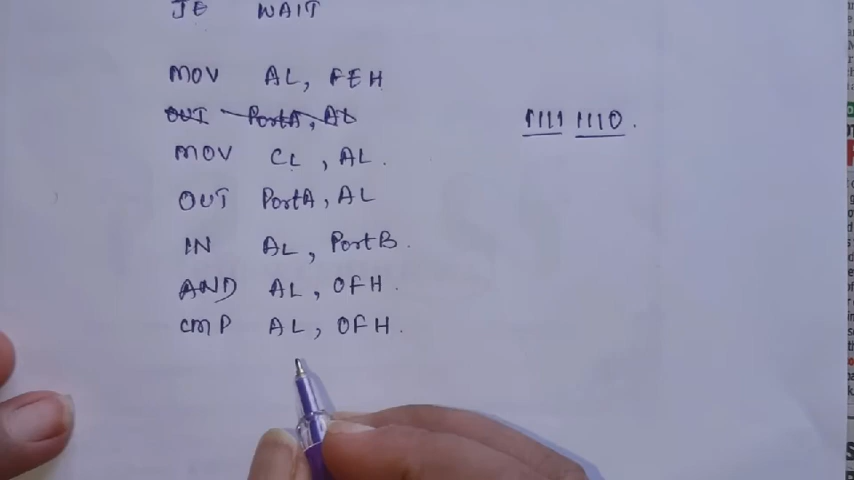 JE WAIT
MOV AL, FEH
OUT PortA, AL
1111 1110.
MOV CL, AL.
OUT PortA, AL
IN AL, PortB.
AND AL, 0FH.
CMP AL, 0FH.